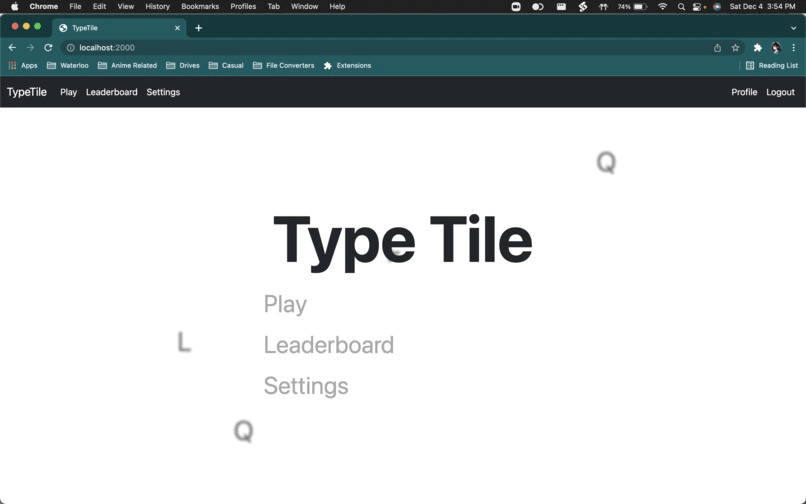 Chrome File Edit View History Bookmarks Profiles Tab Window Help 74% Sat Dec 4 3:54 PM
TypeTile
localhost:2000
Apps Waterloo Anime Related Drives Casual File Converters Extensions Reading List
TypeTile Play Leaderboard Settings Profile Logout
Q
Type Tile
Play
L
Leaderboard
Settings
Q